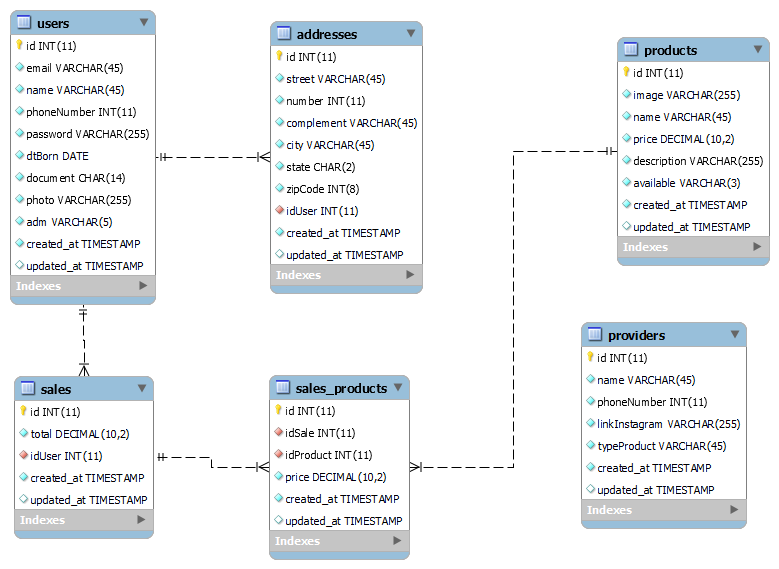 users
id INT(11)
email VARCHAR(45)
name VARCHAR(45)
phoneNumber INT(11)
password VARCHAR(255)
dtBorn DATE
document CHAR(14)
photo VARCHAR(255)
adm VARCHAR(5)
created_at TIMESTAMP
updated_at TIMESTAMP
Indexes
addresses
id INT(11)
street VARCHAR(45)
number INT(11)
complement VARCHAR(45)
city VARCHAR(45)
state CHAR(2)
zipCode INT(8)
idUser INT(11)
created_at TIMESTAMP
updated_at TIMESTAMP
Indexes
products
id INT(11)
image VARCHAR(255)
name VARCHAR(45)
price DECIMAL(10,2)
description VARCHAR(255)
available VARCHAR(3)
created_at TIMESTAMP
updated_at TIMESTAMP
Indexes
sales
id INT(11)
total DECIMAL(10,2)
idUser INT(11)
created_at TIMESTAMP
updated_at TIMESTAMP
Indexes
sales_products
id INT(11)
idSale INT(11)
idProduct INT(11)
price DECIMAL(10,2)
created_at TIMESTAMP
updated_at TIMESTAMP
Indexes
providers
id INT(11)
name VARCHAR(45)
phoneNumber INT(11)
linkInstagram VARCHAR(255)
typeProduct VARCHAR(45)
created_at TIMESTAMP
updated_at TIMESTAMP
Indexes